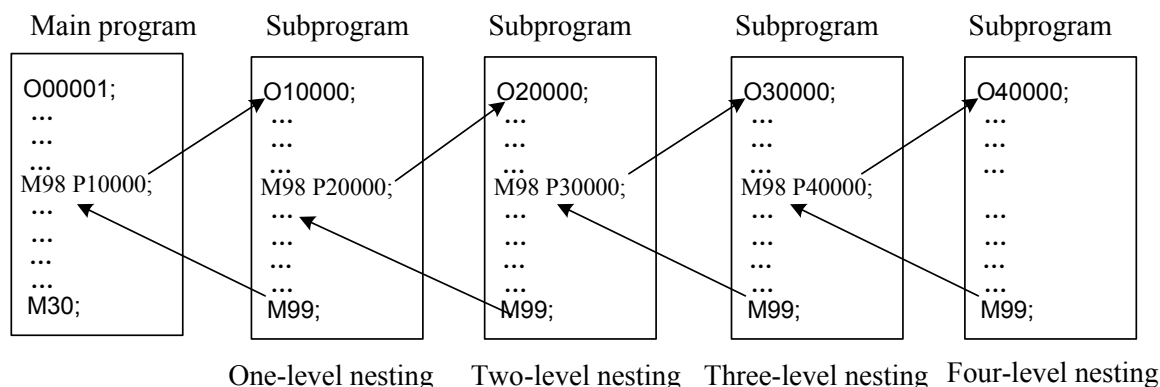 Main program
O00001;
...
...
...
M98 P10000;
...
...
...
...
M30;
Subprogram
O10000;
...
...
...
M98 P20000;
...
...
...
...
M99;
One-level nesting
Subprogram
O20000;
...
...
...
M98 P30000;
...
...
...
...
M99;
Two-level nesting
Subprogram
O30000;
...
...
...
M98 P40000;
...
...
...
...
M99;
Three-level nesting
Subprogram
O40000;
...
...
...
...
...
...
...
M99;
Four-level nesting